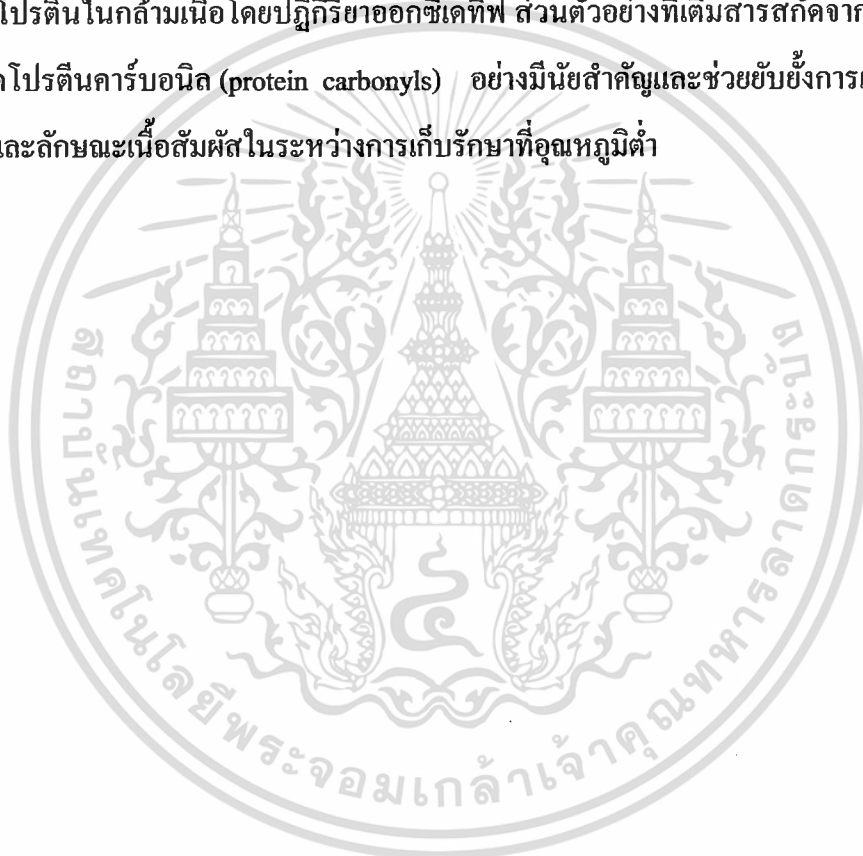 โปรตีนในกล้ามเนื้อโดยปฏิกิริยาออกซิเดทีฟ ส่วนตัวอย่างที่เติมสารสกัดจาก
โปรตีนคาร์บอนิล (protein carbonyls) อย่างมีนัยสำคัญและช่วยยับยั้งการ
และลักษณะเนื้อสัมผัสในระหว่างการเก็บรักษาที่อุณหภูมิต่ำ
สถาบันเทคโนโลยีพระจอมเกล้าเจ้าคุณทหารลาดกระบัง